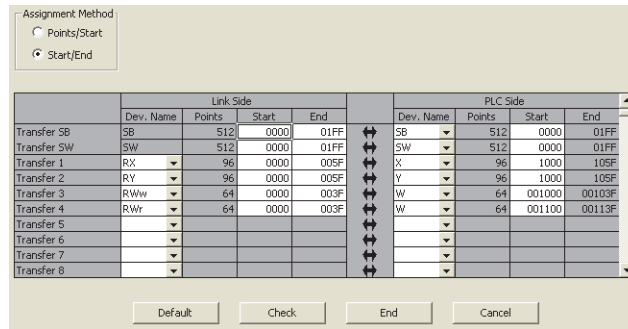 Assignment Method
Points/Start
Start/End
Link Side PLC Side
Dev. Name Points Start End Dev. Name Points Start End
Transfer SB SB 512 0000 01FF SB 512 0000 01FF
Transfer SW SW 512 0000 01FF SW 512 0000 01FF
Transfer 1 RX 96 0000 005F X 96 1000 105F
Transfer 2 RY 96 0000 005F Y 96 1000 105F
Transfer 3 RWw 64 0000 003F W 64 001000 00103F
Transfer 4 RWr 64 0000 003F W 64 001100 00113F
Transfer 5
Transfer 6
Transfer 7
Transfer 8
Default Check End Cancel